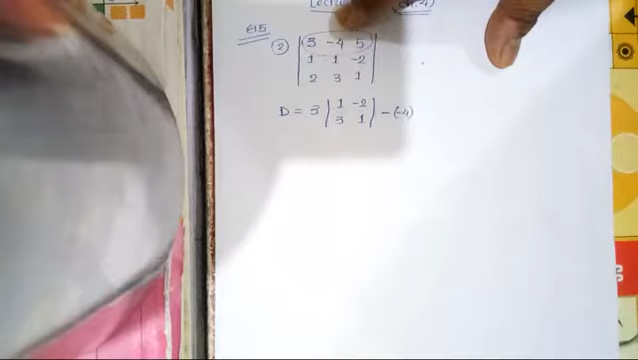 E15
② | 3 -4 5 |
| 1 1 -2 |
| 2 3 1 |
D = 3 | 1 -2 | - (-4)
| 3 1 |